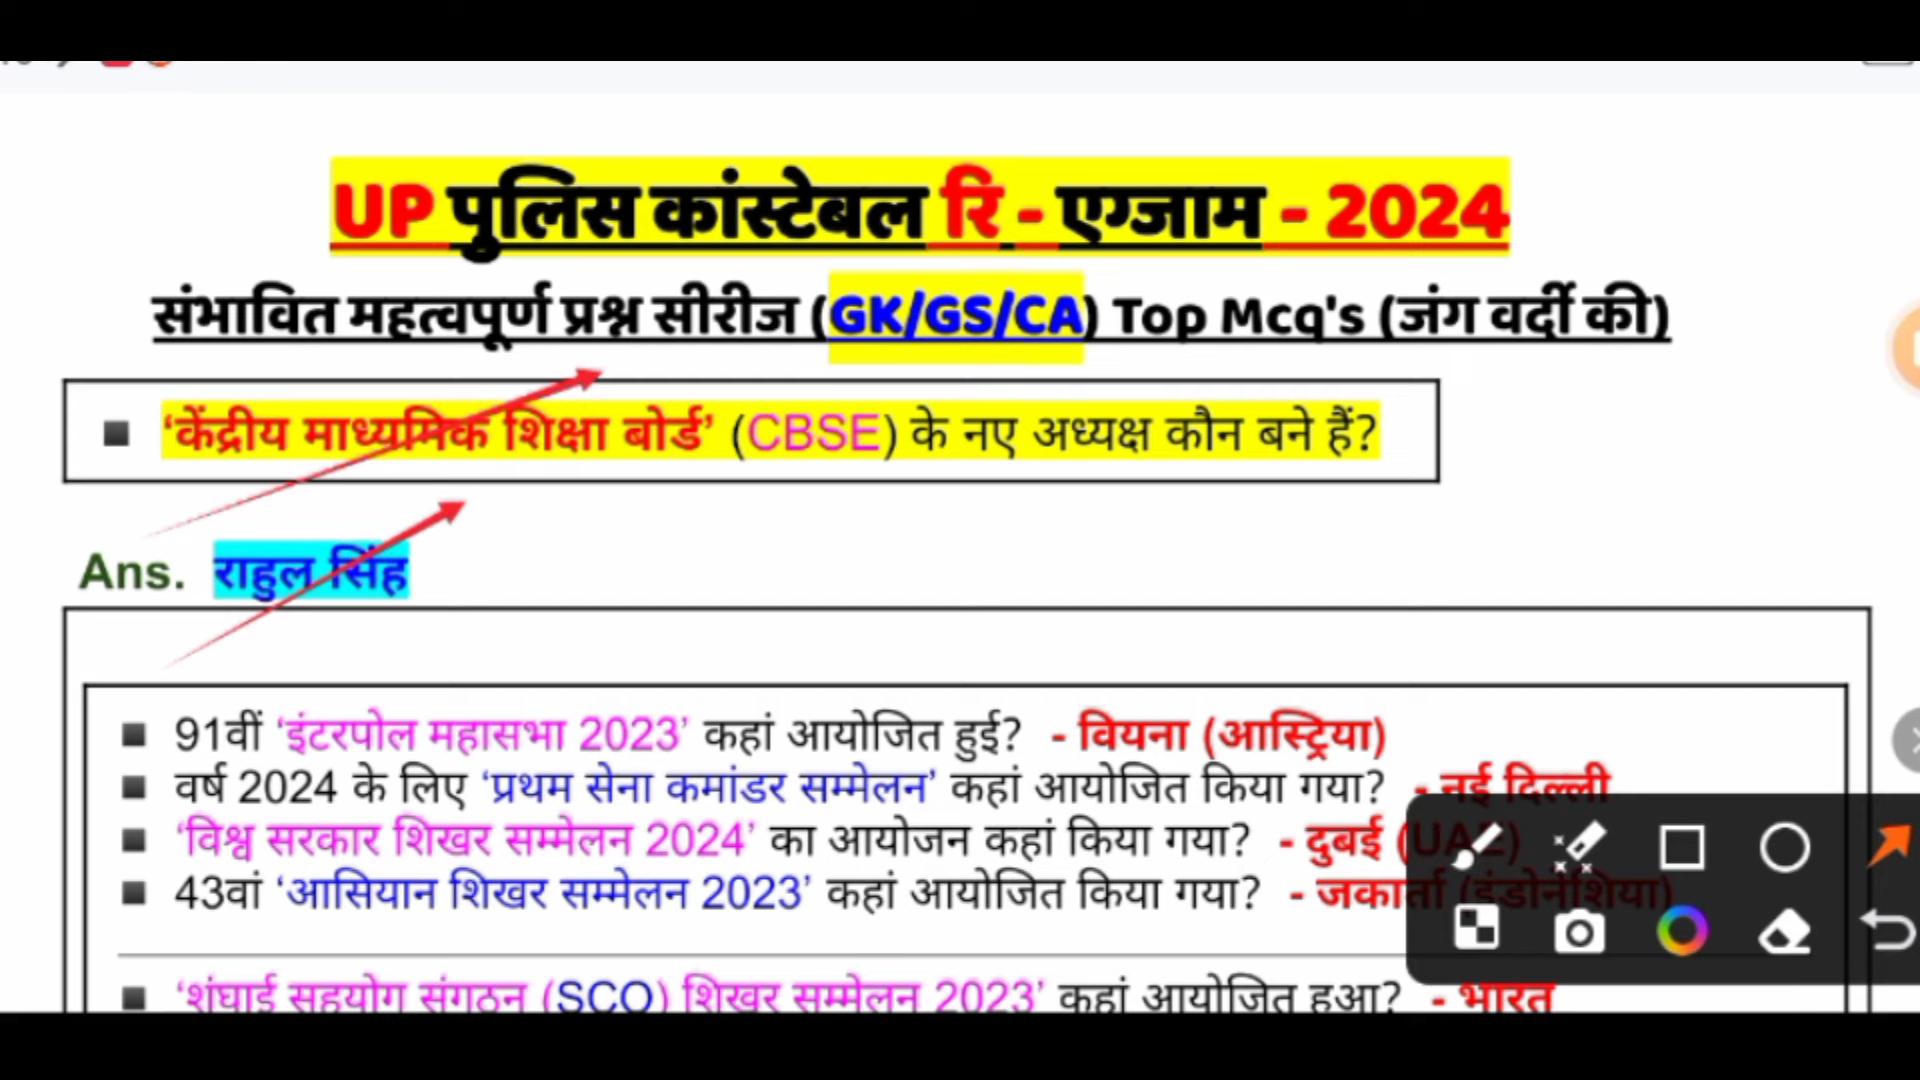 UP पुलिस कांस्टेबल रि - एग्जाम - 2024
संभावित महत्वपूर्ण प्रश्न सीरीज (GK/GS/CA) Top Mcq's (जंग वर्दी की)
▪ ‘केंद्रीय माध्यमिक शिक्षा बोर्ड’ (CBSE) के नए अध्यक्ष कौन बने हैं?
Ans. राहुल सिंह
▪ 91वीं ‘इंटरपोल महासभा 2023’ कहां आयोजित हुई? - वियना (आस्ट्रिया)
▪ वर्ष 2024 के लिए ‘प्रथम सेना कमांडर सम्मेलन’ कहां आयोजित किया गया? - नई दिल्ली
▪ ‘विश्व सरकार शिखर सम्मेलन 2024’ का आयोजन कहां किया गया? - दुबई (UAE)
▪ 43वां ‘आसियान शिखर सम्मेलन 2023’ कहां आयोजित किया गया? - जकार्ता (इंडोनेशिया)
▪ ‘शंघाई सहयोग संगठन (SCO) शिखर सम्मेलन 2023’ कहां आयोजित हुआ? - भारत